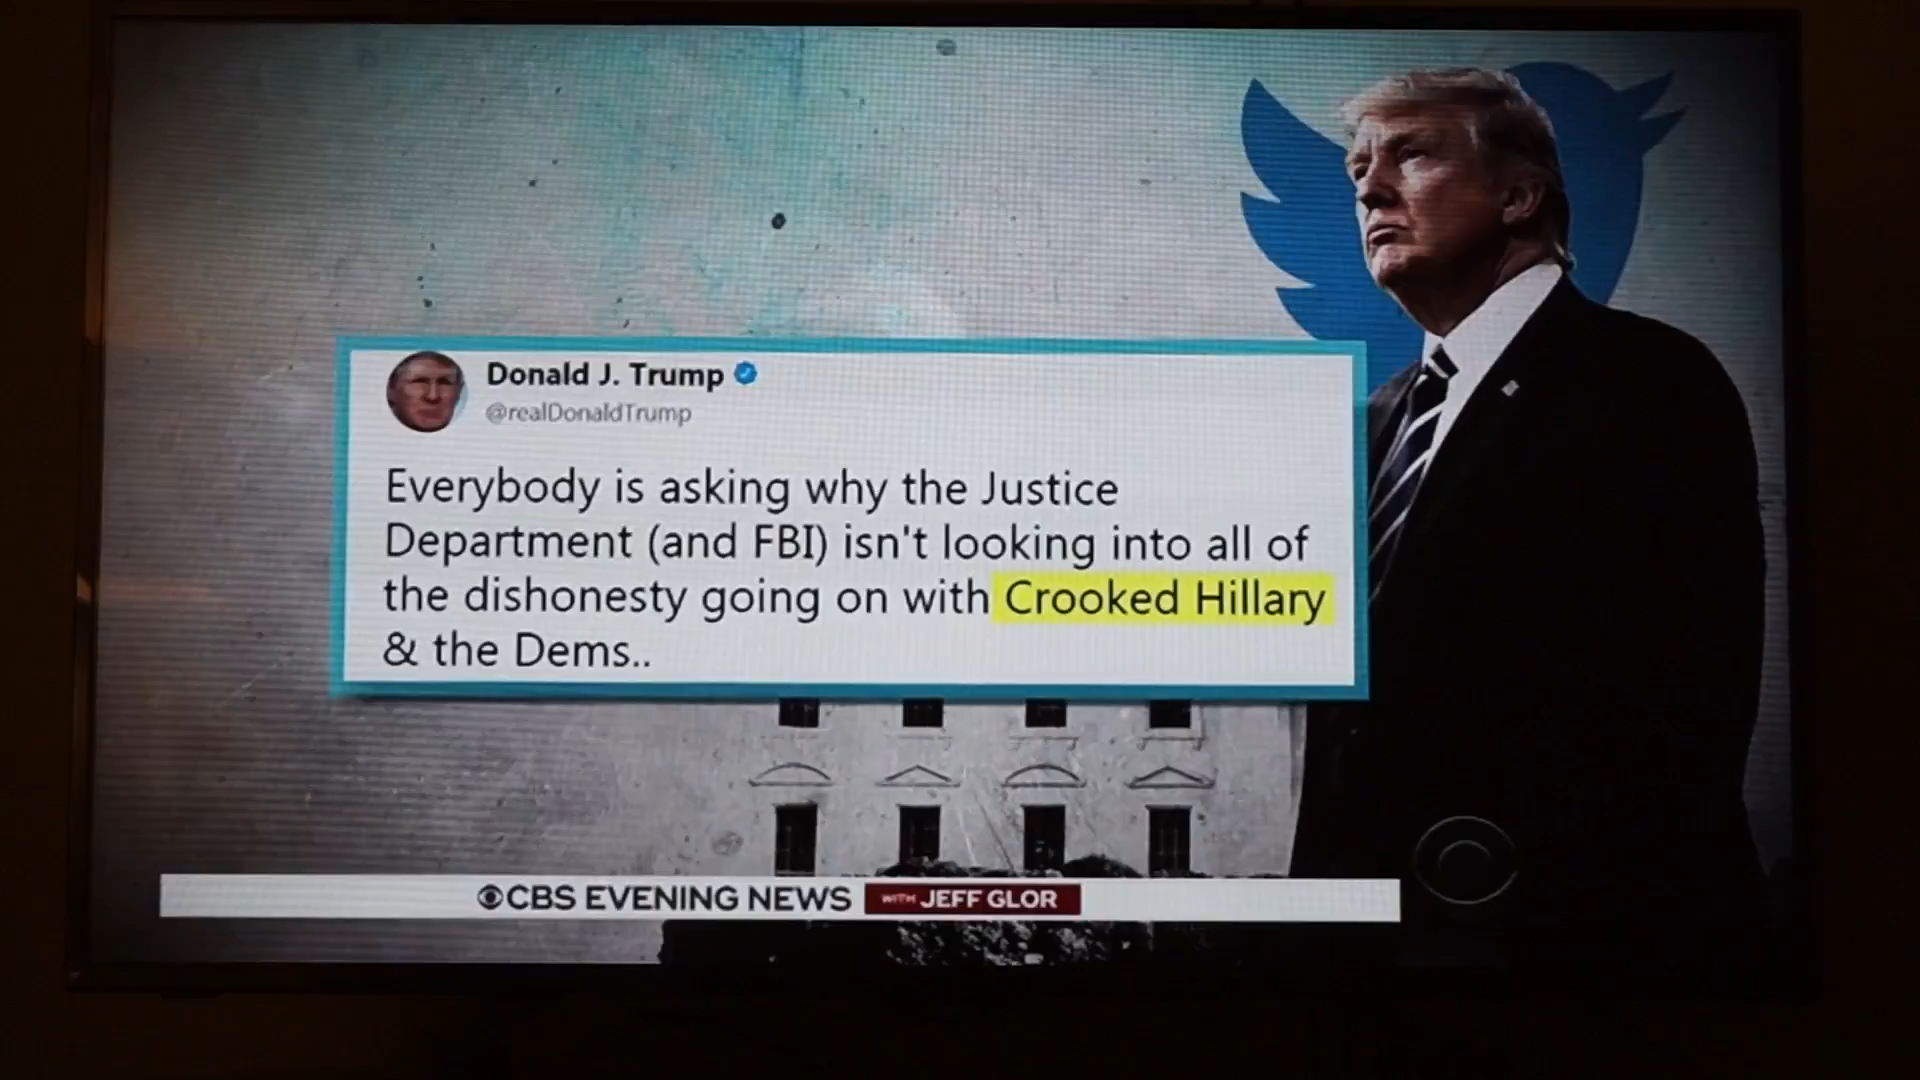 Donald J. Trump
@realDonaldTrump
Everybody is asking why the Justice
Department (and FBI) isn't looking into all of
the dishonesty going on with Crooked Hillary
& the Dems..
CBS EVENING NEWS WITH JEFF GLOR